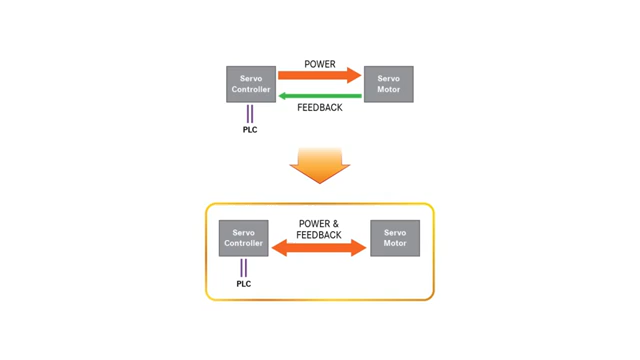 POWER
Servo
Controller
Servo
Motor
FEEDBACK
PLC
POWER &
FEEDBACK
Servo
Controller
Servo
Motor
PLC